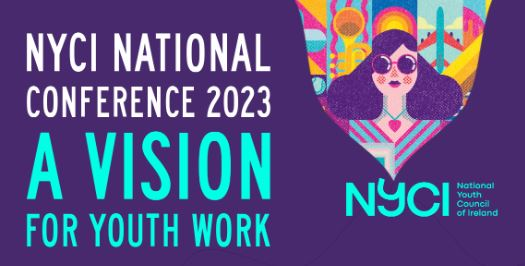 NYCI NATIONAL
CONFERENCE 2023
A VISION
FOR YOUTH WORK
NYCI
National
Youth
Council
of Ireland